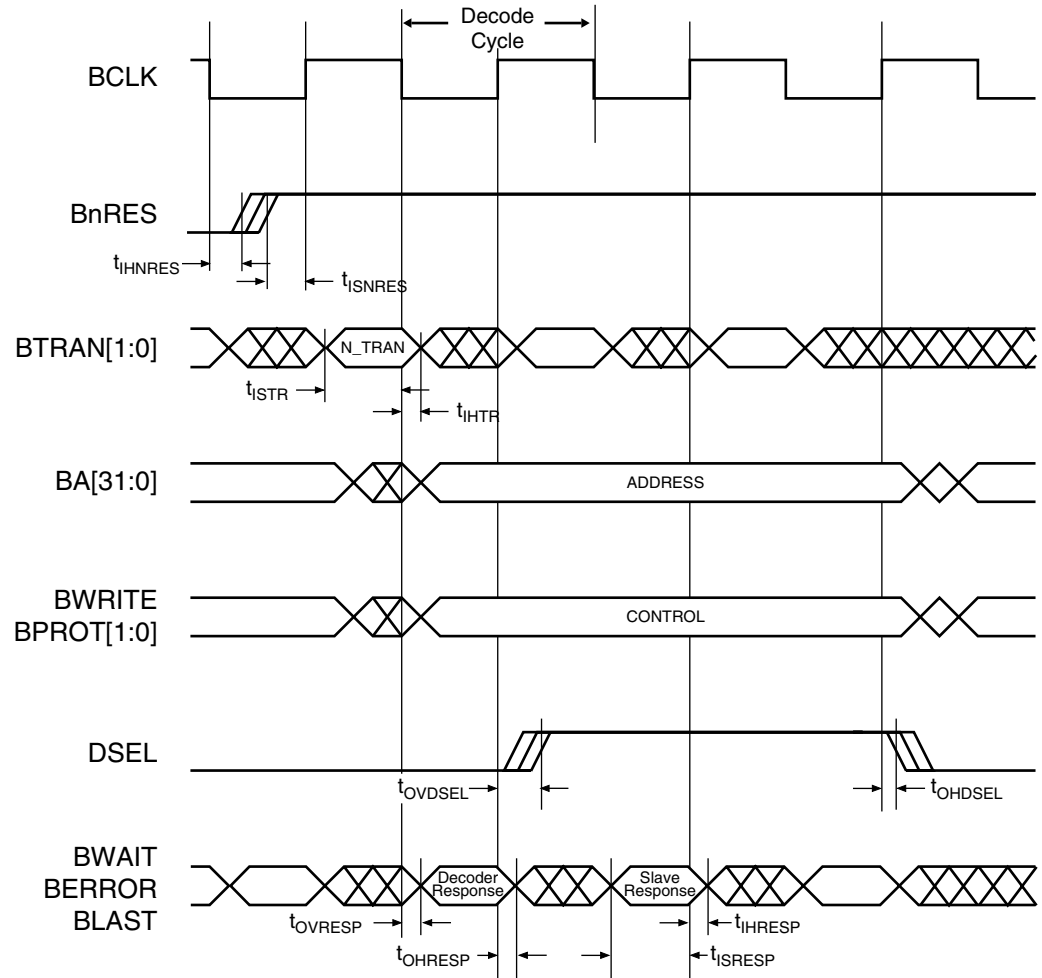 Decode
Cycle
BCLK
BnRES
tIHNRES
tISNRES
BTRAN[1:0]
N_TRAN
tISTR
tIHTR
BA[31:0]
ADDRESS
BWRITE
BPROT[1:0]
CONTROL
DSEL
tOVDSEL
tOHDSEL
BWAIT
BERROR
BLAST
Decoder
Response
Slave
Response
tOVRESP
tIHRESP
tOHRESP
tISRESP